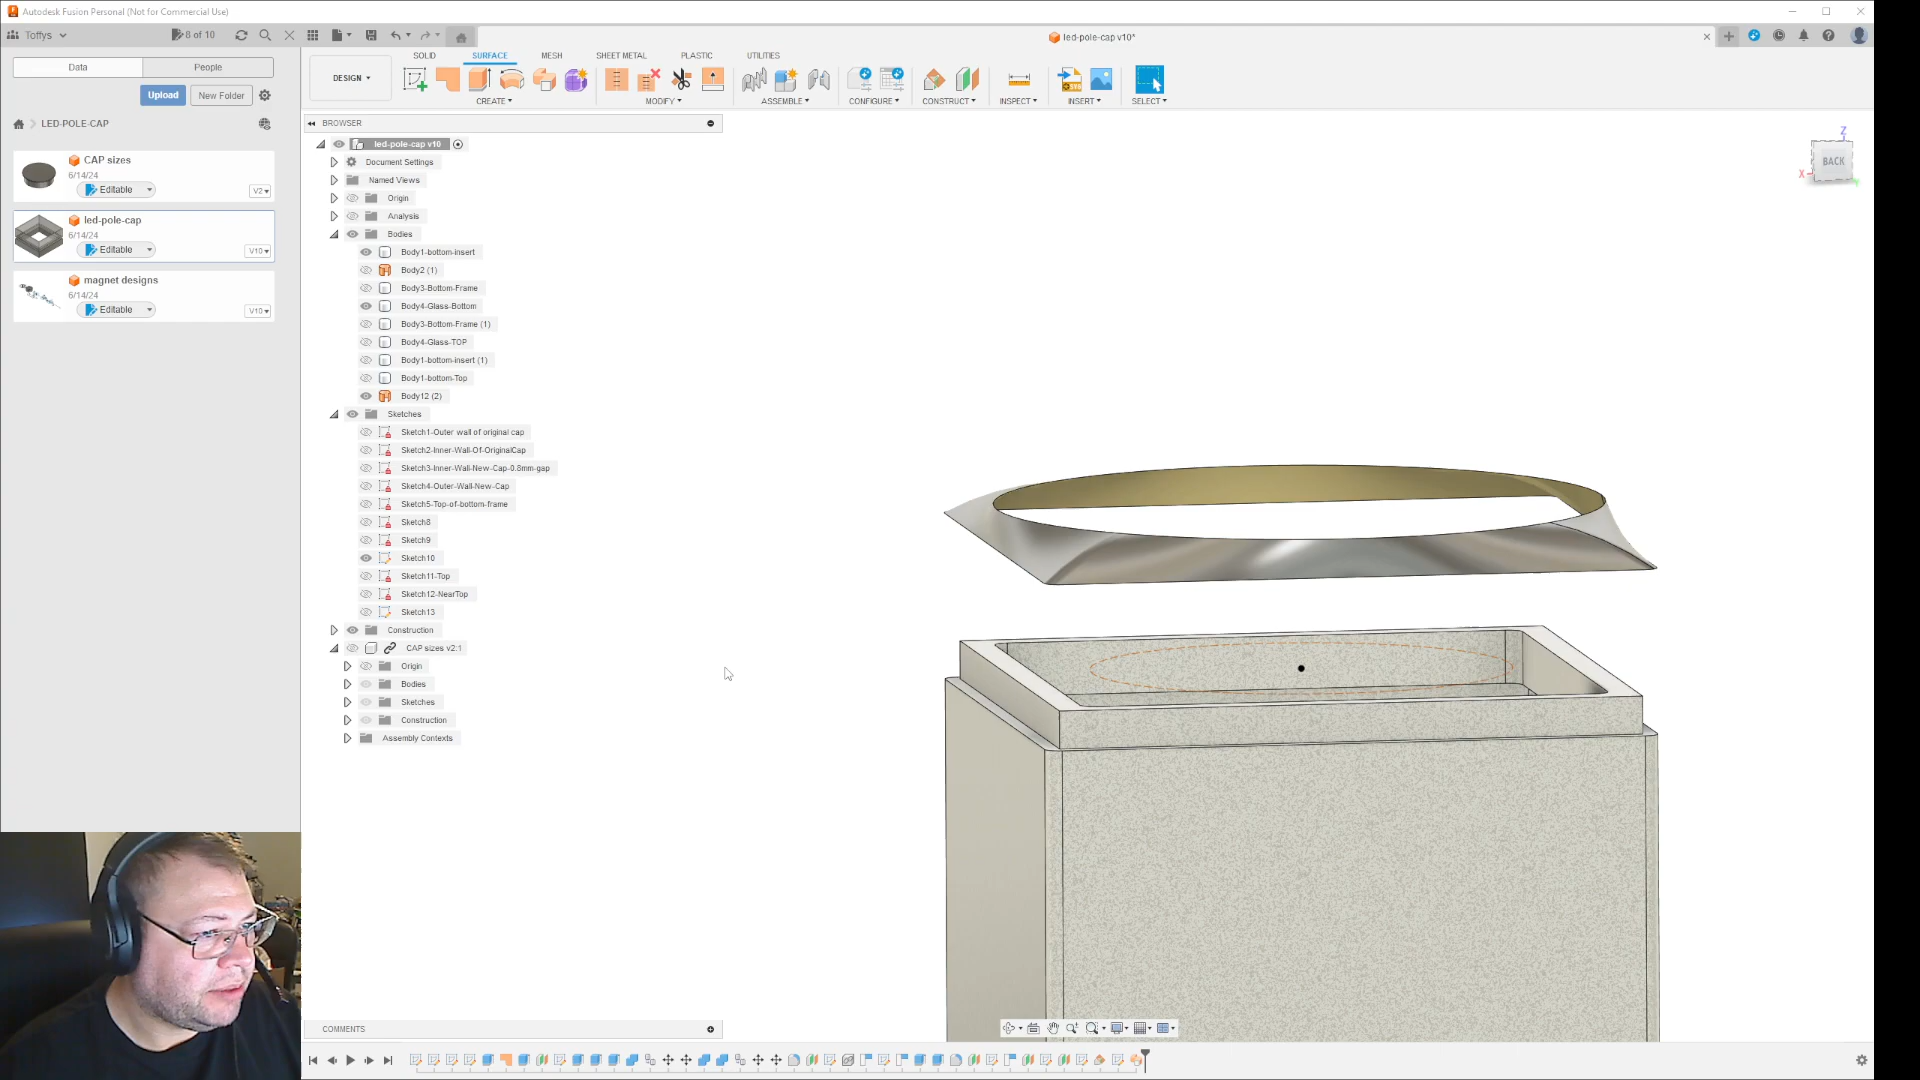 Autodesk Fusion Personal (Not for Commercial Use)
Toffys
8 of 10
led-pole-cap v10*
Data
People
Upload
New Folder
LED-POLE-CAP
CAP sizes
6/14/24
Editable
V2
led-pole-cap
6/14/24
Editable
V10
magnet designs
6/14/24
Editable
V10
DESIGN
SOLID
SURFACE
MESH
SHEET METAL
PLASTIC
UTILITIES
CREATE
MODIFY
ASSEMBLE
CONFIGURE
CONSTRUCT
INSPECT
INSERT
SELECT
BROWSER
led-pole-cap v10
Document Settings
Named Views
Origin
Analysis
Bodies
Body1-bottom-insert
Body2 (1)
Body3-Bottom-Frame
Body4-Glass-Bottom
Body3-Bottom-Frame (1)
Body4-Glass-TOP
Body1-bottom-insert (1)
Body1-bottom-Top
Body12 (2)
Sketches
Sketch1-Outer wall of original cap
Sketch2-Inner-Wall-Of-OriginalCap
Sketch3-Inner-Wall-New-Cap-0.8mm-gap
Sketch4-Outer-Wall-New-Cap
Sketch5-Top-of-bottom-frame
Sketch8
Sketch9
Sketch10
Sketch11-Top
Sketch12-NearTop
Sketch13
Construction
CAP sizes v2:1
Origin
Bodies
Sketches
Construction
Assembly Contexts
Z
BACK
X
Y
COMMENTS